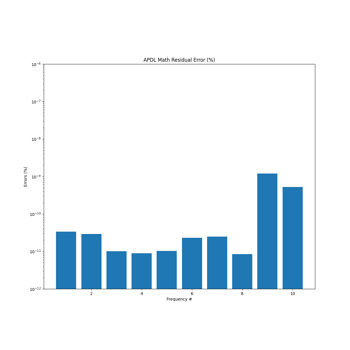 APDL Math Residual Error (%)
10⁻⁶
10⁻⁷
10⁻⁸
10⁻⁹
10⁻¹⁰
10⁻¹¹
10⁻¹²
Errors (%)
2 4 6 8 10
Frequency #